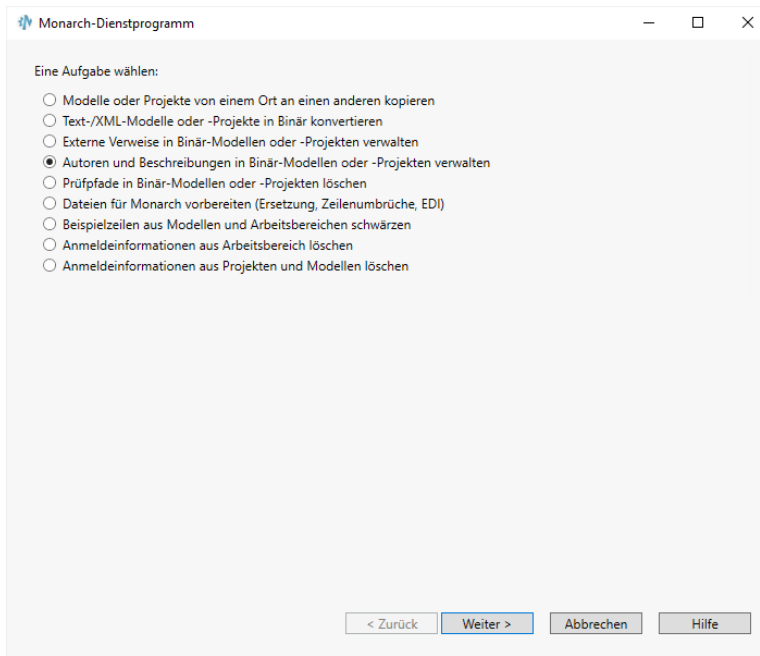 Monarch-Dienstprogramm
Eine Aufgabe wählen:
Modelle oder Projekte von einem Ort an einen anderen kopieren
Text-/XML-Modelle oder -Projekte in Binär konvertieren
Externe Verweise in Binär-Modellen oder -Projekten verwalten
Autoren und Beschreibungen in Binär-Modellen oder -Projekten verwalten
Prüfpfade in Binär-Modellen oder -Projekten löschen
Dateien für Monarch vorbereiten (Ersetzung, Zeilenumbrüche, EDI)
Beispielzeilen aus Modellen und Arbeitsbereichen schwärzen
Anmeldeinformationen aus Arbeitsbereich löschen
Anmeldeinformationen aus Projekten und Modellen löschen
< Zurück Weiter > Abbrechen Hilfe